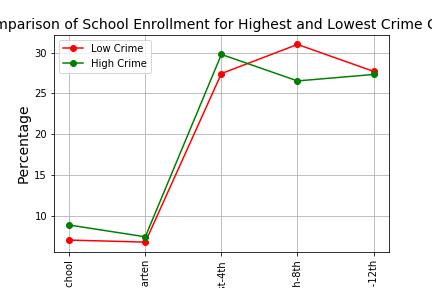 mparison of School Enrollment for Highest and Lowest Crime C
Low Crime
High Crime
Percentage
30
25
20
15
10
chool
arten
st-4th
h-8th
-12th